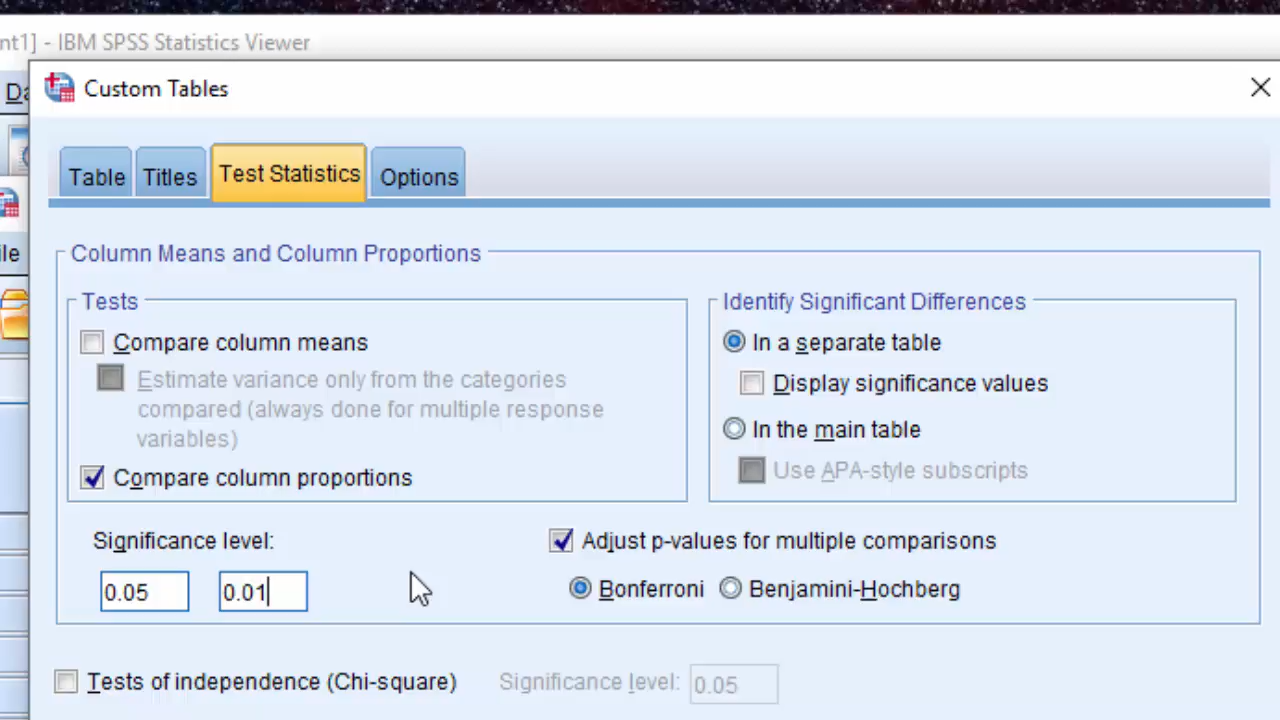 nt1] - IBM SPSS Statistics Viewer
Da
Custom Tables
Table Titles Test Statistics Options
ile
Column Means and Column Proportions
Tests
Compare column means
Estimate variance only from the categories
compared (always done for multiple response
variables)
Compare column proportions
Identify Significant Differences
In a separate table
Display significance values
In the main table
Use APA-style subscripts
Significance level:
0.05 0.01
Adjust p-values for multiple comparisons
Bonferroni Benjamini-Hochberg
Tests of independence (Chi-square) Significance level: 0.05